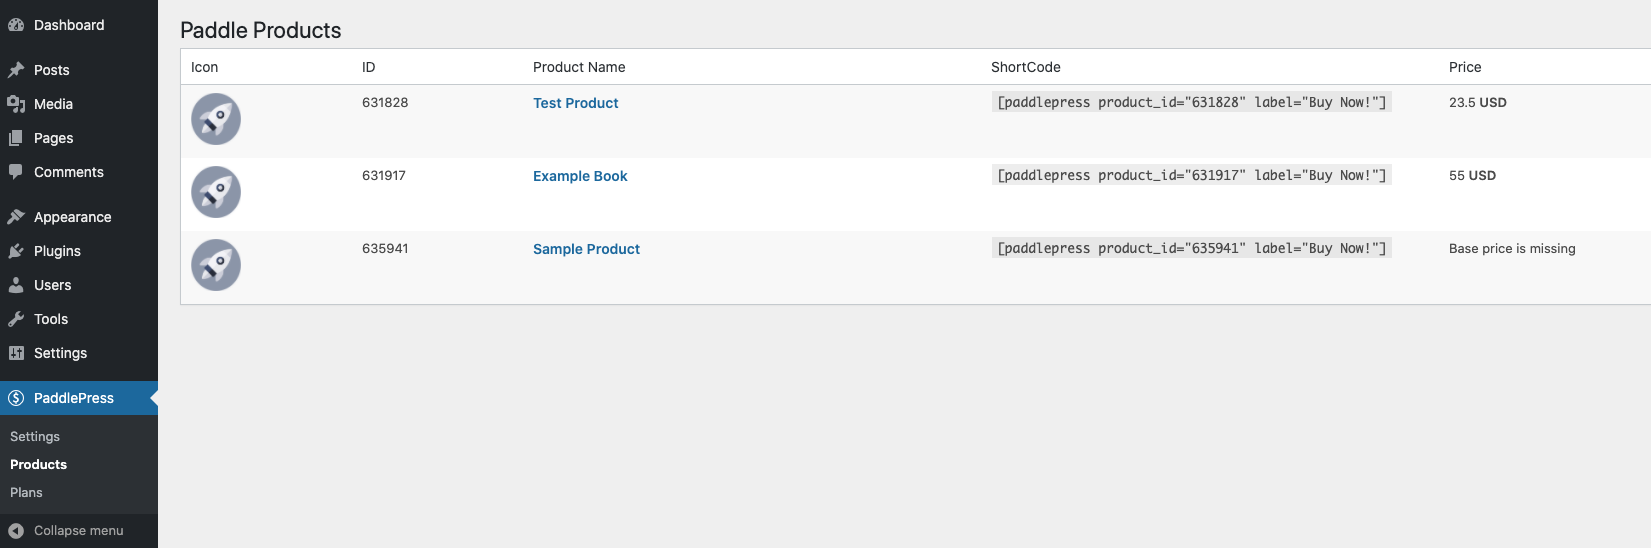 Dashboard
Posts
Media
Pages
Comments
Appearance
Plugins
Users
Tools
Settings
PaddlePress
Settings
Products
Plans
Collapse menu
Paddle Products
Icon ID Product Name ShortCode Price
631828 Test Product [paddlepress product_id="631828" label="Buy Now!"] 23.5 USD
631917 Example Book [paddlepress product_id="631917" label="Buy Now!"] 55 USD
635941 Sample Product [paddlepress product_id="635941" label="Buy Now!"] Base price is missing